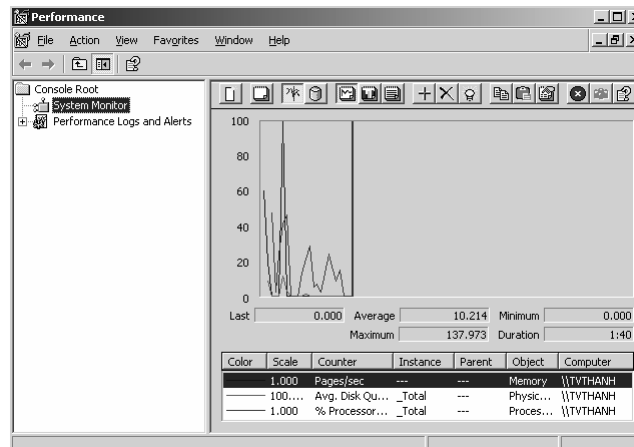 Performance
File Action View Favorites Window Help
Console Root
System Monitor
Performance Logs and Alerts
100
80
60
40
20
0
Last 0.000 Average 10.214 Minimum 0.000
Maximum 137.973 Duration 1:40
Color Scale Counter Instance Parent Object Computer
1.000 Pages/sec --- --- Memory \\TVTHANH
100.... Avg. Disk Qu... _Total --- Physic... \\TVTHANH
1.000 % Processor... _Total --- Proces... \\TVTHANH